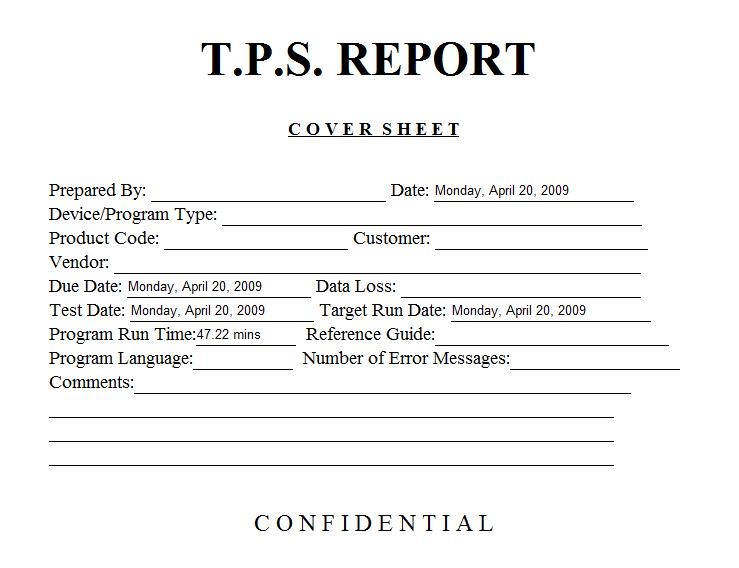 T.P.S. REPORT
COVER SHEET
Prepared By: Date: Monday, April 20, 2009
Device/Program Type:
Product Code: Customer:
Vendor:
Due Date: Monday, April 20, 2009 Data Loss:
Test Date: Monday, April 20, 2009 Target Run Date: Monday, April 20, 2009
Program Run Time: 47.22 mins Reference Guide:
Program Language: Number of Error Messages:
Comments:
CONFIDENTIAL